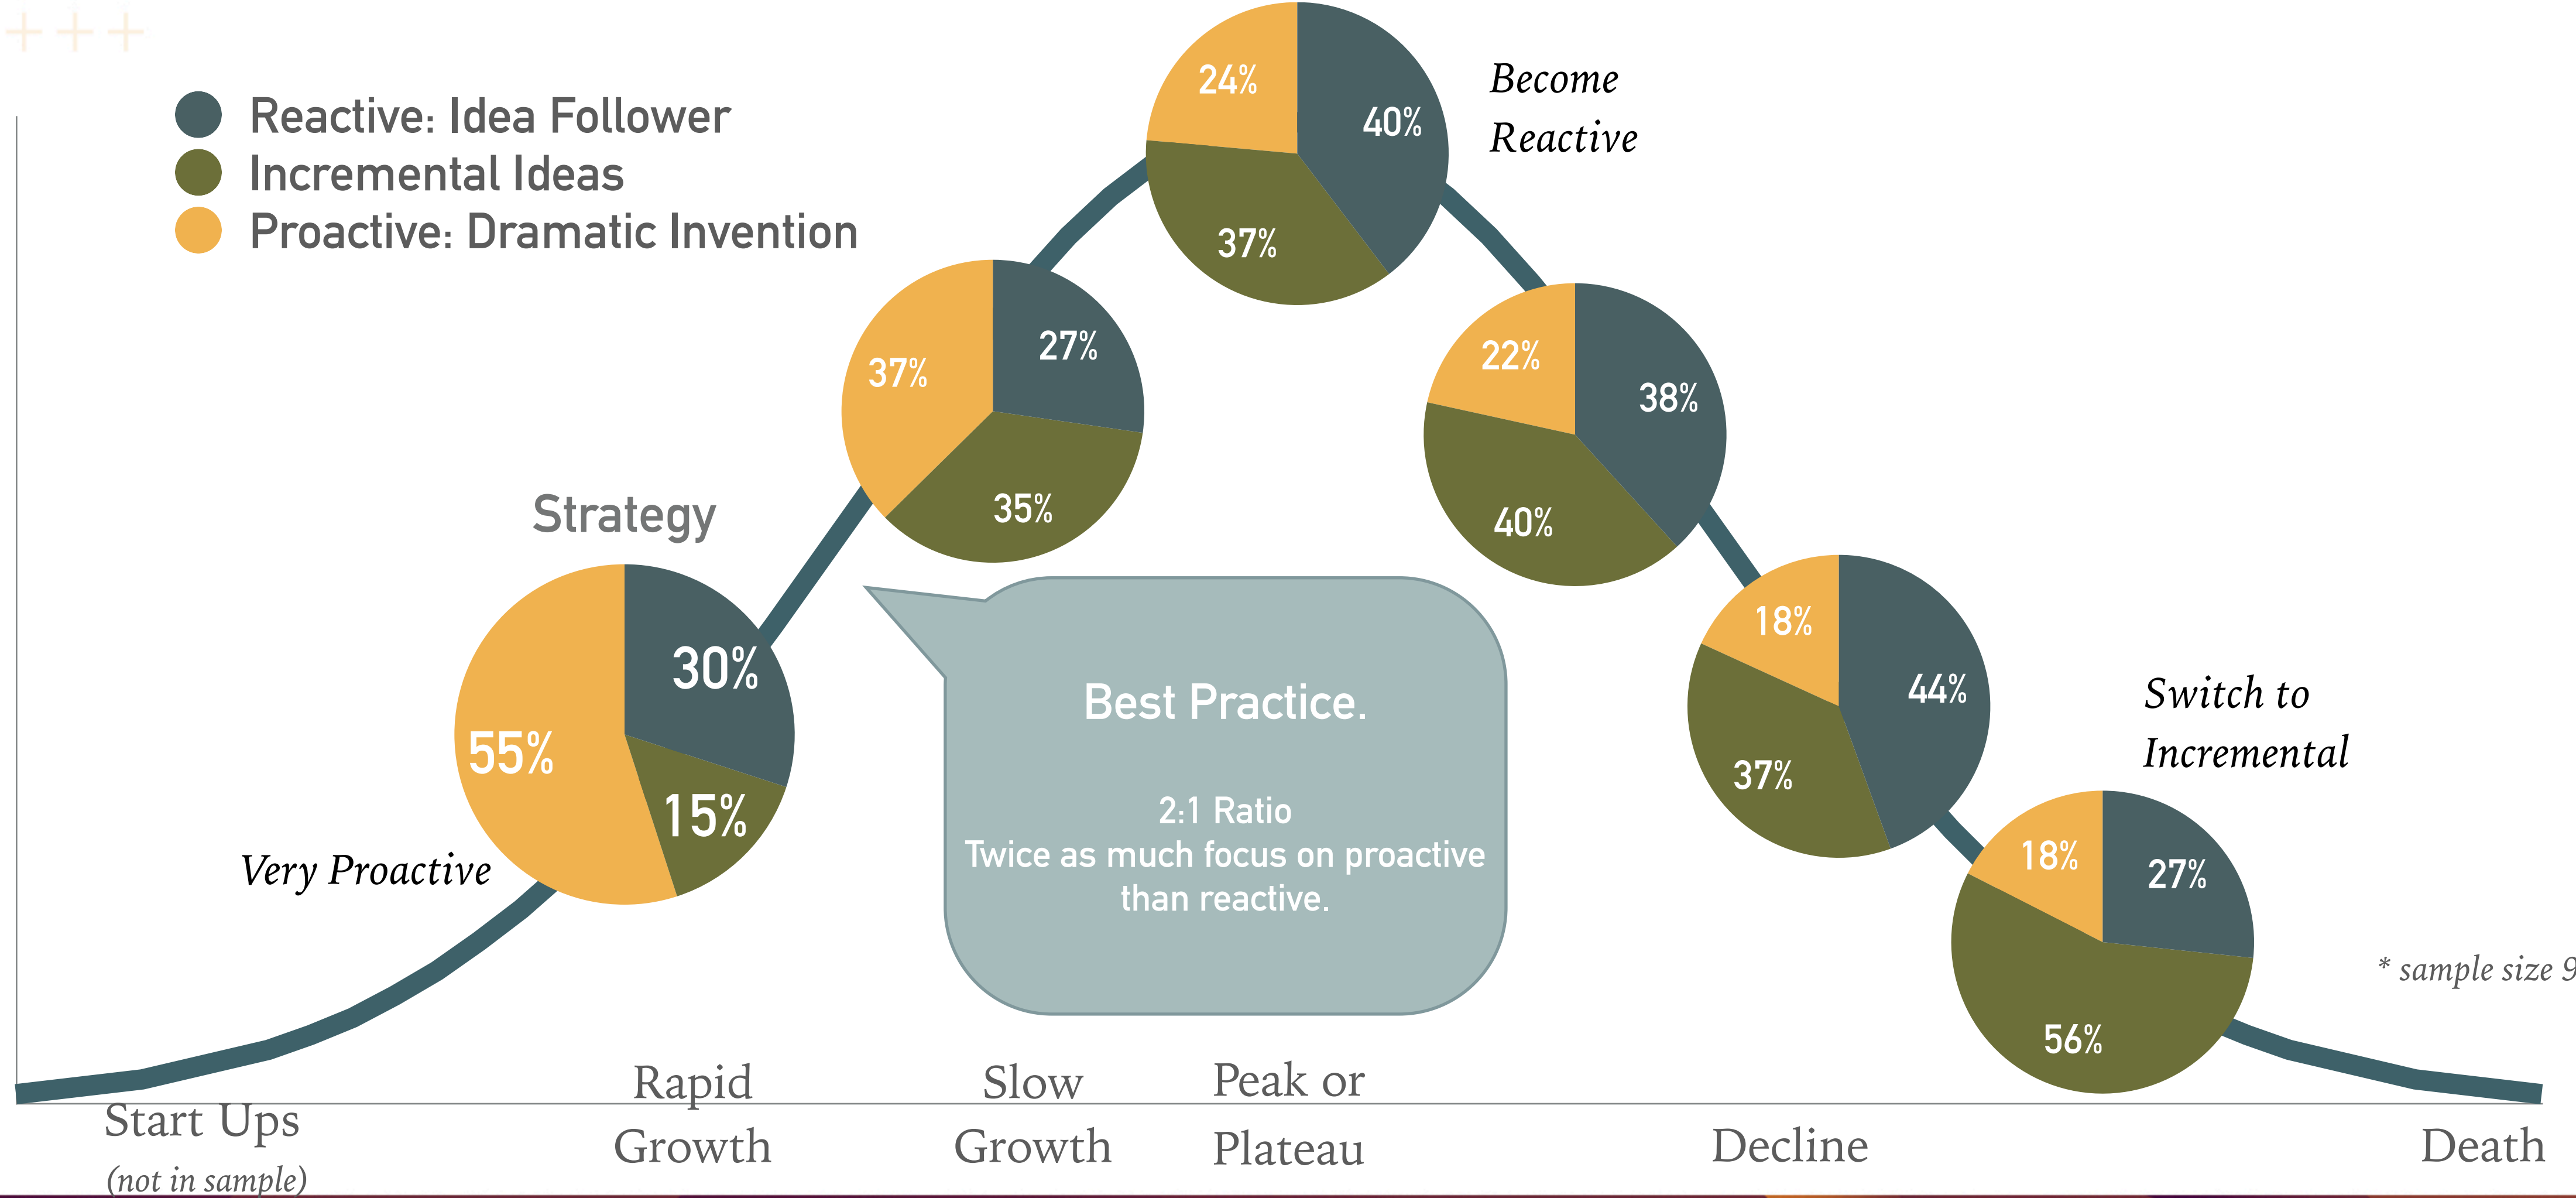 Reactive: Idea Follower
Incremental Ideas
Proactive: Dramatic Invention
Strategy
Very Proactive
30%
15%
55%
27%
35%
37%
40%
37%
24%
Become
Reactive
38%
40%
22%
44%
37%
18%
Switch to
Incremental
27%
56%
18%
Best Practice.
2:1 Ratio
Twice as much focus on proactive
than reactive.
* sample size 9
Start Ups
(not in sample)
Rapid
Growth
Slow
Growth
Peak or
Plateau
Decline
Death